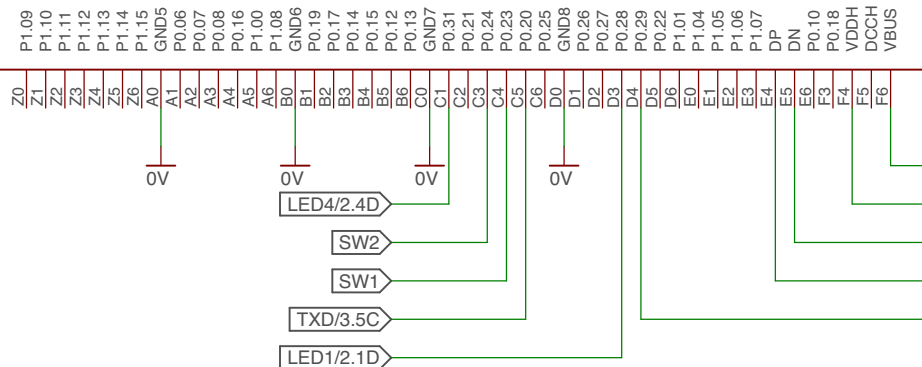 P1.09 P1.10 P1.11 P1.12 P1.13 P1.14 P1.15 GND5 P0.06 P0.07 P0.08 P0.16 P1.00 P1.08 GND6 P0.19 P0.17 P0.14 P0.15 P0.12 P0.13 GND7 P0.31 P0.21 P0.24 P0.23 P0.20 P0.25 GND8 P0.26 P0.27 P0.28 P0.29 P0.22 P1.01 P1.04 P1.05 P1.06 P1.07 DP DN P0.10 P0.18 VDDH DCCH VBUS
Z0 Z1 Z2 Z3 Z4 Z5 Z6 A0 A1 A2 A3 A4 A5 A6 B0 B1 B2 B3 B4 B5 B6 C0 C1 C2 C3 C4 C5 C6 D0 D1 D2 D3 D4 D5 D6 E0 E1 E2 E3 E4 E5 E6 F3 F4 F5 F6
0V 0V 0V 0V
LED4/2.4D
SW2
SW1
TXD/3.5C
LED1/2.1D